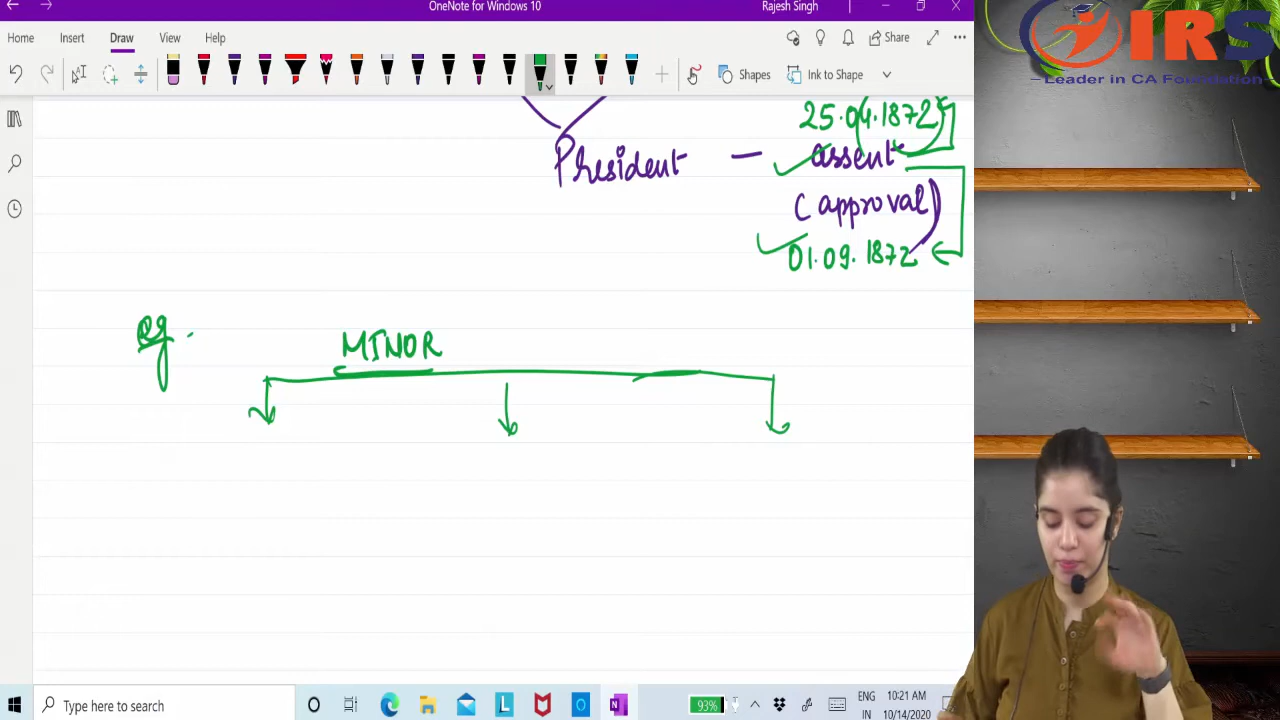 OneNote for Windows 10
Rajesh Singh
Home Insert Draw View Help
Share
Shapes
Ink to Shape
IRS
Leader in CA Foundation
25.04.1872
President - assent
(approval)
01.09.1872
eg.
MINOR
Type here to search
93%
ENG
IN
10:21 AM
10/14/2020